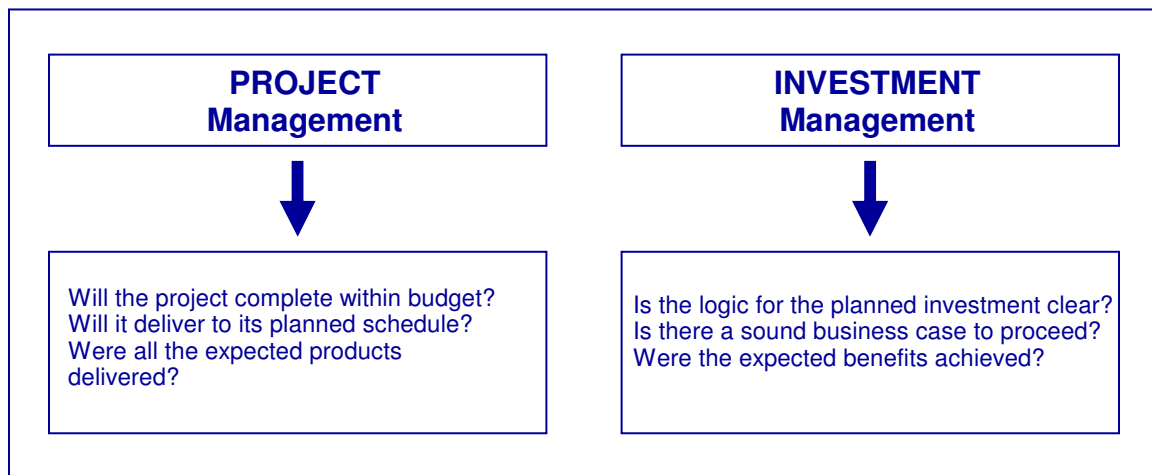 PROJECT
Management
Will the project complete within budget?
Will it deliver to its planned schedule?
Were all the expected products
delivered?
INVESTMENT
Management
Is the logic for the planned investment clear?
Is there a sound business case to proceed?
Were the expected benefits achieved?